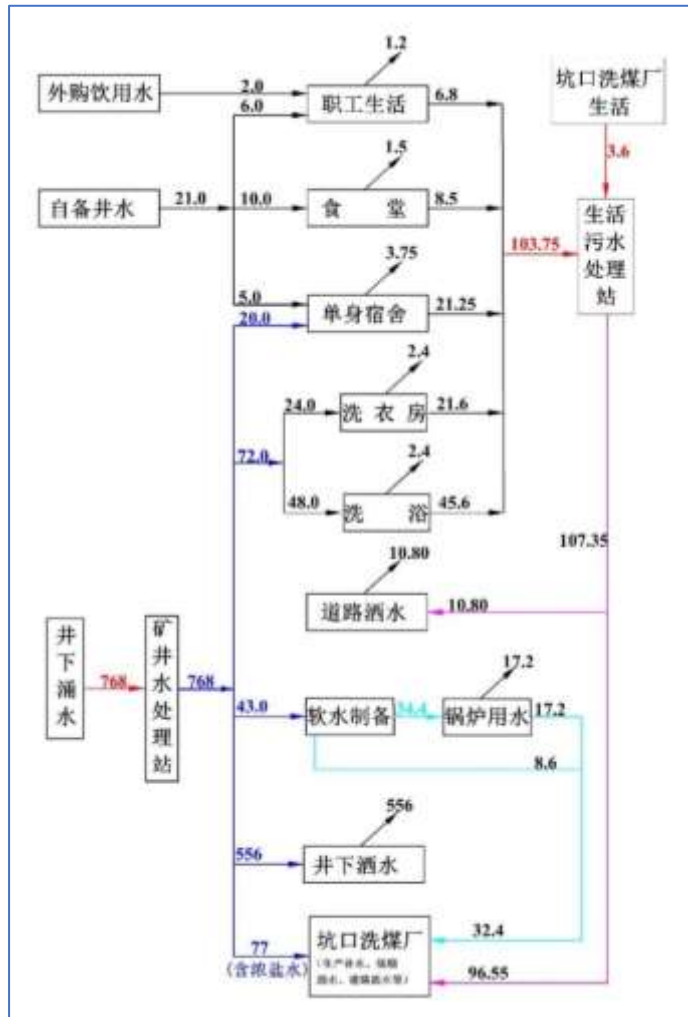 1.2
外购饮用水
2.0
6.0
职工生活
6.8
坑口洗煤厂
生活
3.6
1.5
自备井水
21.0
10.0
食 堂
8.5
生活
污水
处理
站
103.75
3.75
5.0
20.0
单身宿舍
21.25
2.4
24.0
洗 衣 房
21.6
72.0
2.4
48.0
洗 浴
45.6
107.35
10.80
道路洒水
10.80
井下涌水
768
矿井水处理站
768
17.2
43.0
软水制备
34.4
锅炉用水
17.2
8.6
556
556
井下洒水
77
(含浓盐水)
坑口洗煤厂
32.4
96.55